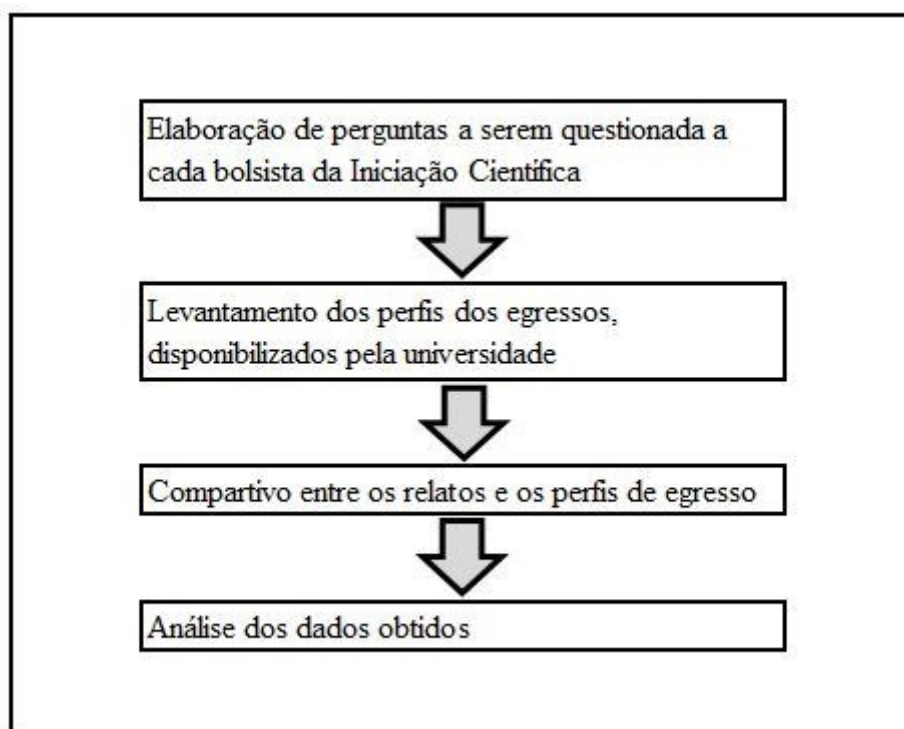 Elaboração de perguntas a serem questionada a
cada bolsista da Iniciação Científica
Levantamento dos perfis dos egressos,
disponibilizados pela universidade
Compartivo entre os relatos e os perfis de egresso
Análise dos dados obtidos